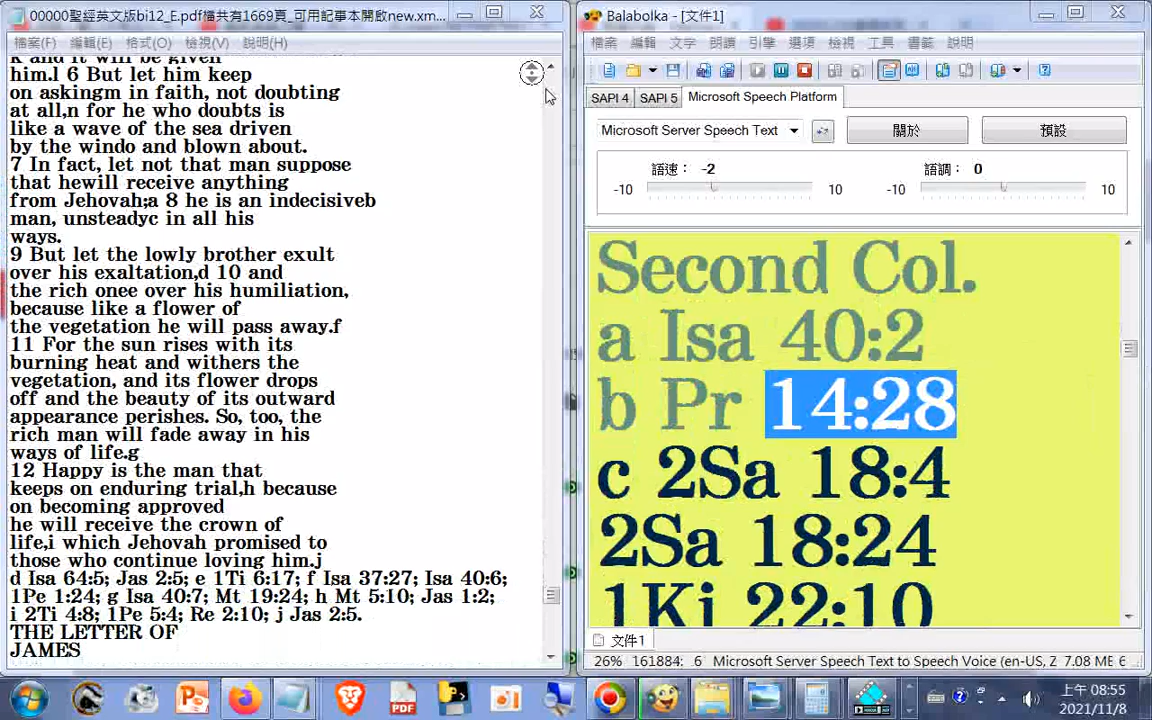 00000聖經英文版bi12_E.pdf檔共有1669頁_可用記事本開啟new.xm...
檔案(F) 編輯(E) 格式(O) 檢視(V) 說明(H)
k and it will be given
him.l 6 But let him keep
on askingm in faith, not doubting
at all,n for he who doubts is
like a wave of the sea driven
by the windo and blown about.
7 In fact, let not that man suppose
that hewill receive anything
from Jehovah;a 8 he is an indecisiveb
man, unsteadyc in all his
ways.
9 But let the lowly brother exult
over his exaltation,d 10 and
the rich onee over his humiliation,
because like a flower of
the vegetation he will pass away.f
11 For the sun rises with its
burning heat and withers the
vegetation, and its flower drops
off and the beauty of its outward
appearance perishes. So, too, the
rich man will fade away in his
ways of life.g
12 Happy is the man that
keeps on enduring trial,h because
on becoming approved
he will receive the crown of
life,i which Jehovah promised to
those who continue loving him.j
d Isa 64:5; Jas 2:5; e 1Ti 6:17; f Isa 37:27; Isa 40:6;
1Pe 1:24; g Isa 40:7; Mt 19:24; h Mt 5:10; Jas 1:2;
i 2Ti 4:8; 1Pe 5:4; Re 2:10; j Jas 2:5.
THE LETTER OF
JAMES
Balabolka - [文件1]
檔案 編輯 文字 朗讀 引擎 選項 檢視 工具 書籤 說明
SAPI 4 SAPI 5 Microsoft Speech Platform
Microsoft Server Speech Text 關於 預設
語速： -2 語調： 0
-10 10 -10 10
Second Col.
a Isa 40:2
b Pr 14:28
c 2Sa 18:4
2Sa 18:24
1Ki 22:10
文件1
26% 161884: 6 Microsoft Server Speech Text to Speech Voice (en-US, Z 7.08 MB 6
PDF
上午 08:55
2021/11/8